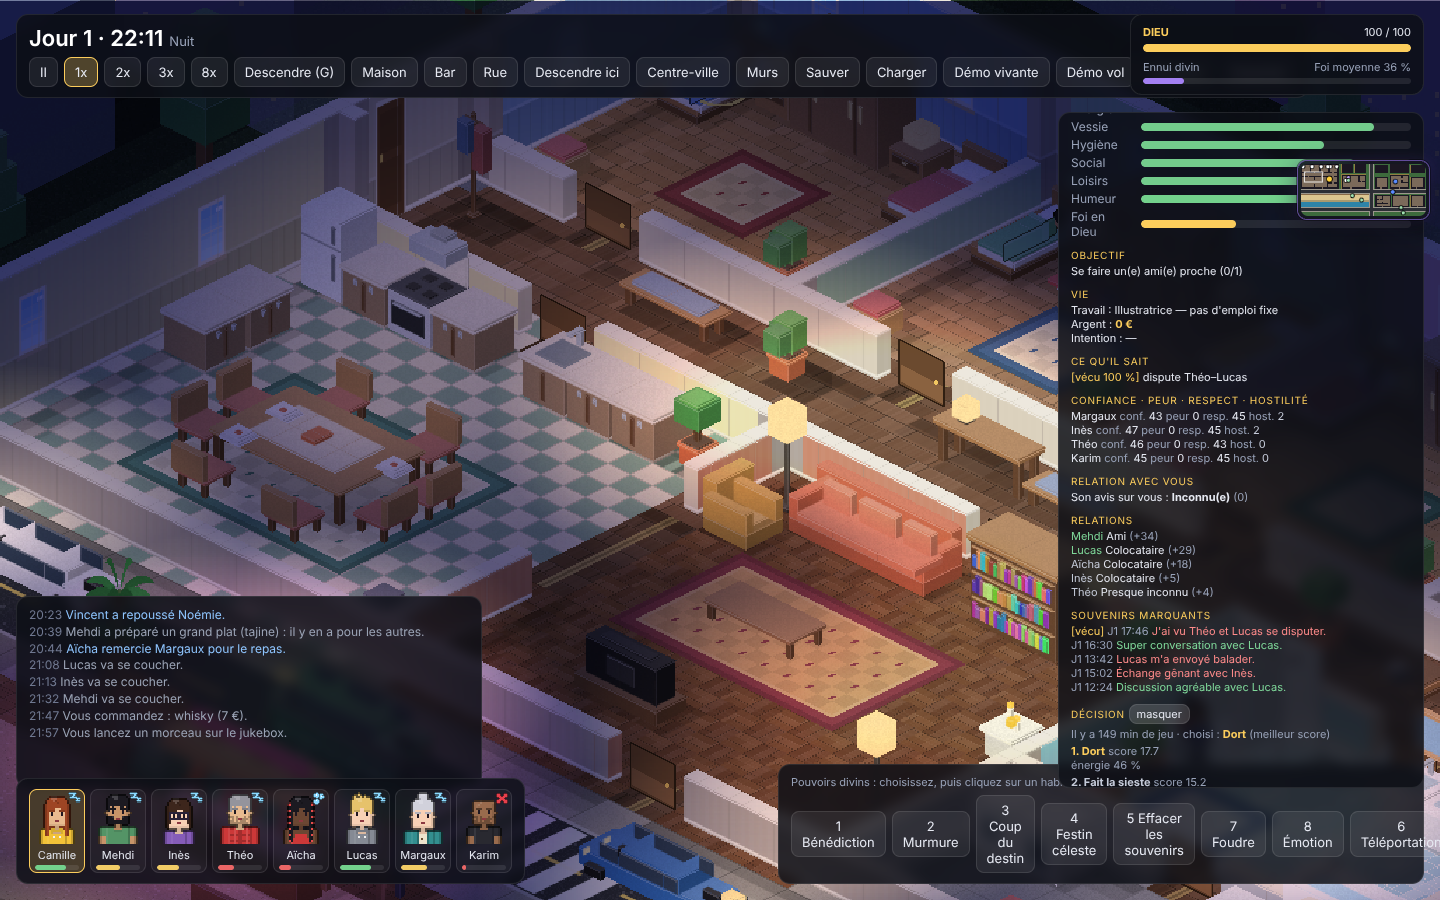 Jour 1 · 22:11 Nuit
II 1x 2x 3x 8x Descendre (G) Maison Bar Rue Descendre ici Centre-ville Murs Sauver Charger Démo vivante Démo vol
DIEU 100 / 100
Ennui divin Foi moyenne 36 %
Vessie
Hygiène
Social
Loisirs
Humeur
Foi en
Dieu
OBJECTIF
Se faire un(e) ami(e) proche (0/1)
VIE
Travail : Illustratrice — pas d'emploi fixe
Argent : 0 €
Intention : —
CE QU'IL SAIT
[vécu 100 %] dispute Théo–Lucas
CONFIANCE · PEUR · RESPECT · HOSTILITÉ
Margaux conf. 43 peur 0 resp. 45 host. 2
Inès conf. 47 peur 0 resp. 45 host. 2
Théo conf. 46 peur 0 resp. 43 host. 0
Karim conf. 45 peur 0 resp. 45 host. 0
RELATION AVEC VOUS
Son avis sur vous : Inconnu(e) (0)
RELATIONS
Mehdi Ami (+34)
Lucas Colocataire (+29)
Aïcha Colocataire (+18)
Inès Colocataire (+5)
Théo Presque inconnu (+4)
SOUVENIRS MARQUANTS
[vécu] J1 17:46 J'ai vu Théo et Lucas se disputer.
J1 16:30 Super conversation avec Lucas.
J1 13:42 Lucas m'a envoyé balader.
J1 15:02 Échange gênant avec Inès.
J1 12:24 Discussion agréable avec Lucas.
DÉCISION masquer
Il y a 149 min de jeu · choisi : Dort (meilleur score)
1. Dort score 17.7
énergie 46 %
2. Fait la sieste score 15.2
20:23 Vincent a repoussé Noémie.
20:39 Mehdi a préparé un grand plat (tajine) : il y en a pour les autres.
20:44 Aïcha remercie Margaux pour le repas.
21:08 Lucas va se coucher.
21:13 Inès va se coucher.
21:32 Mehdi va se coucher.
21:47 Vous commandez : whisky (7 €).
21:57 Vous lancez un morceau sur le jukebox.
Camille Mehdi Inès Théo Aïcha Lucas Margaux Karim
Pouvoirs divins : choisissez, puis cliquez sur un hab
1
Bénédiction
2
Murmure
3
Coup
du
destin
4
Festin
céleste
5 Effacer
les
souvenirs
7
Foudre
8
Émotion
6
Téléportation